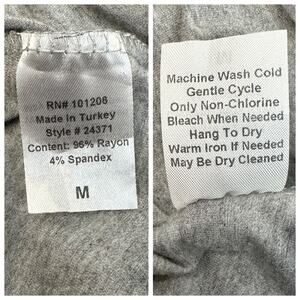 RN# 101206
Made in Turkey
Style # 24371
Content: 96% Rayon
4% Spandex
M
Machine Wash Cold
Gentle Cycle
Only Non-Chlorine
Bleach When Needed
Hang To Dry
Warm Iron If Needed
May Be Dry Cleaned